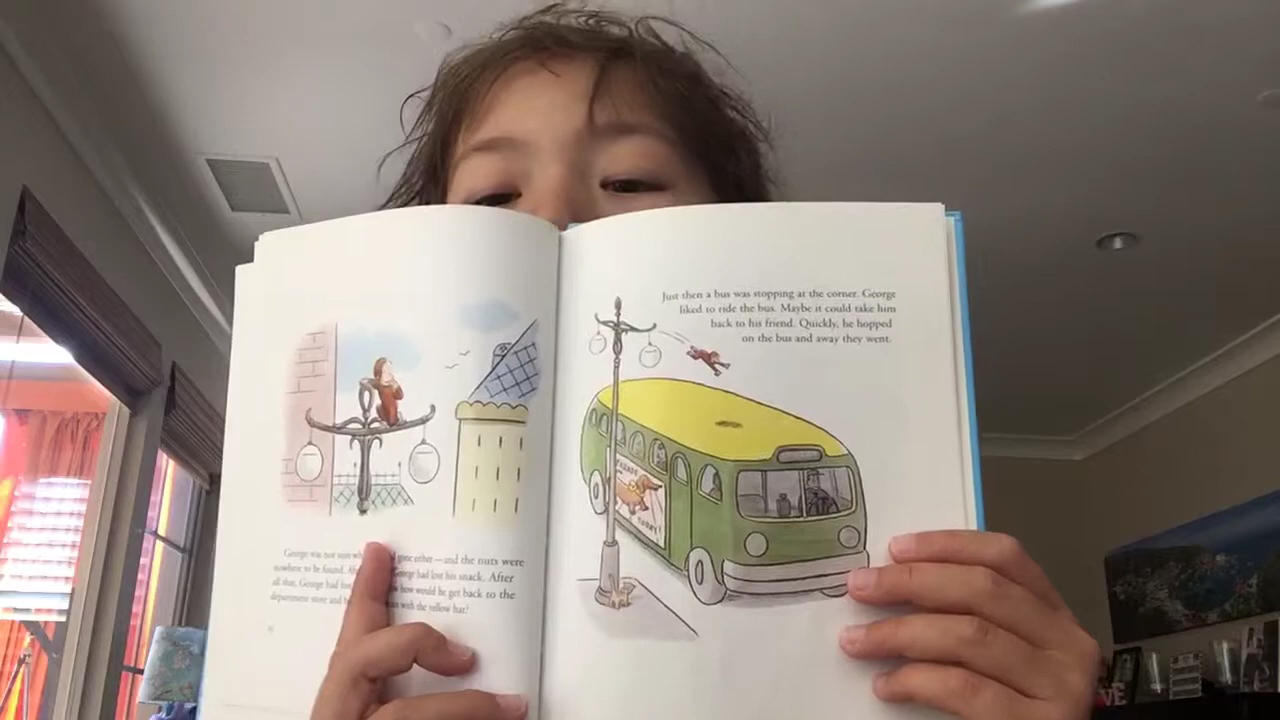 George was not sure wh gone either—and the nuts were
nowhere to be found. George had lost his snack. After
all that, George had how would he get back to the
department store and with the yellow hat?
Just then a bus was stopping at the corner. George
liked to ride the bus. Maybe it could take him
back to his friend. Quickly, he hopped
on the bus and away they went.
TODAY!